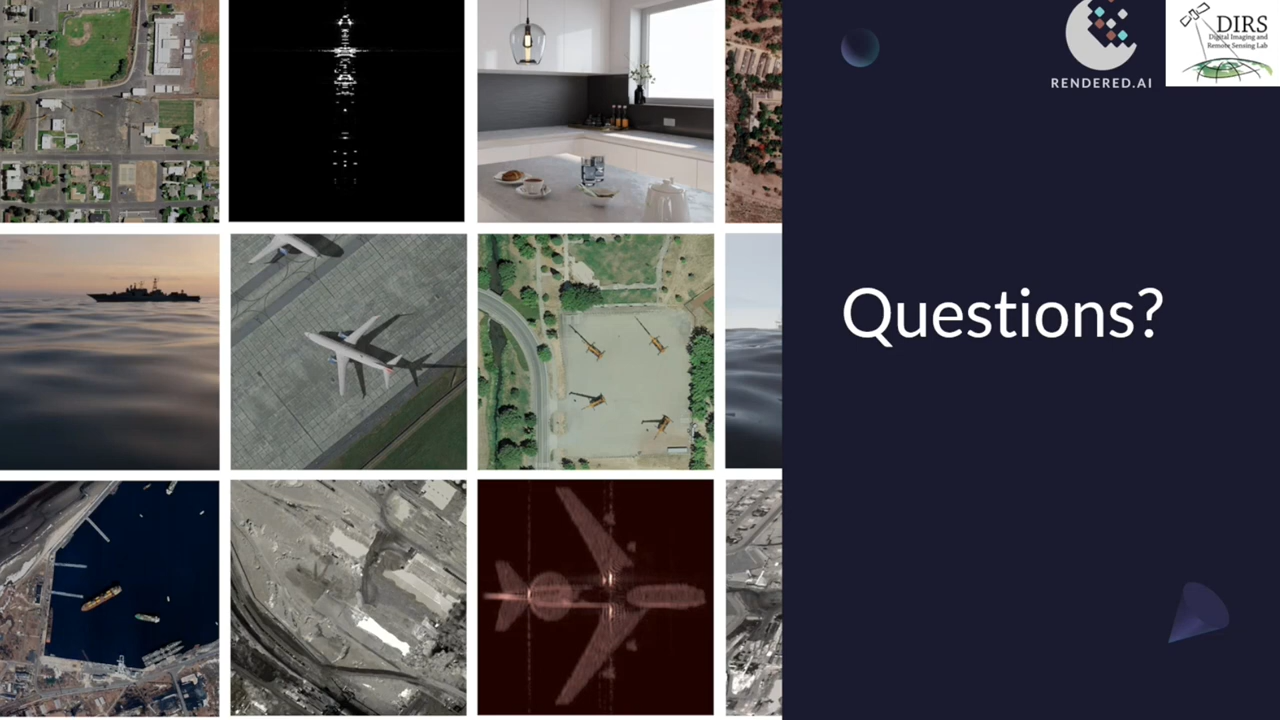 RENDERED.AI
DIRS
Digital Imaging and
Remote Sensing Lab
Questions?